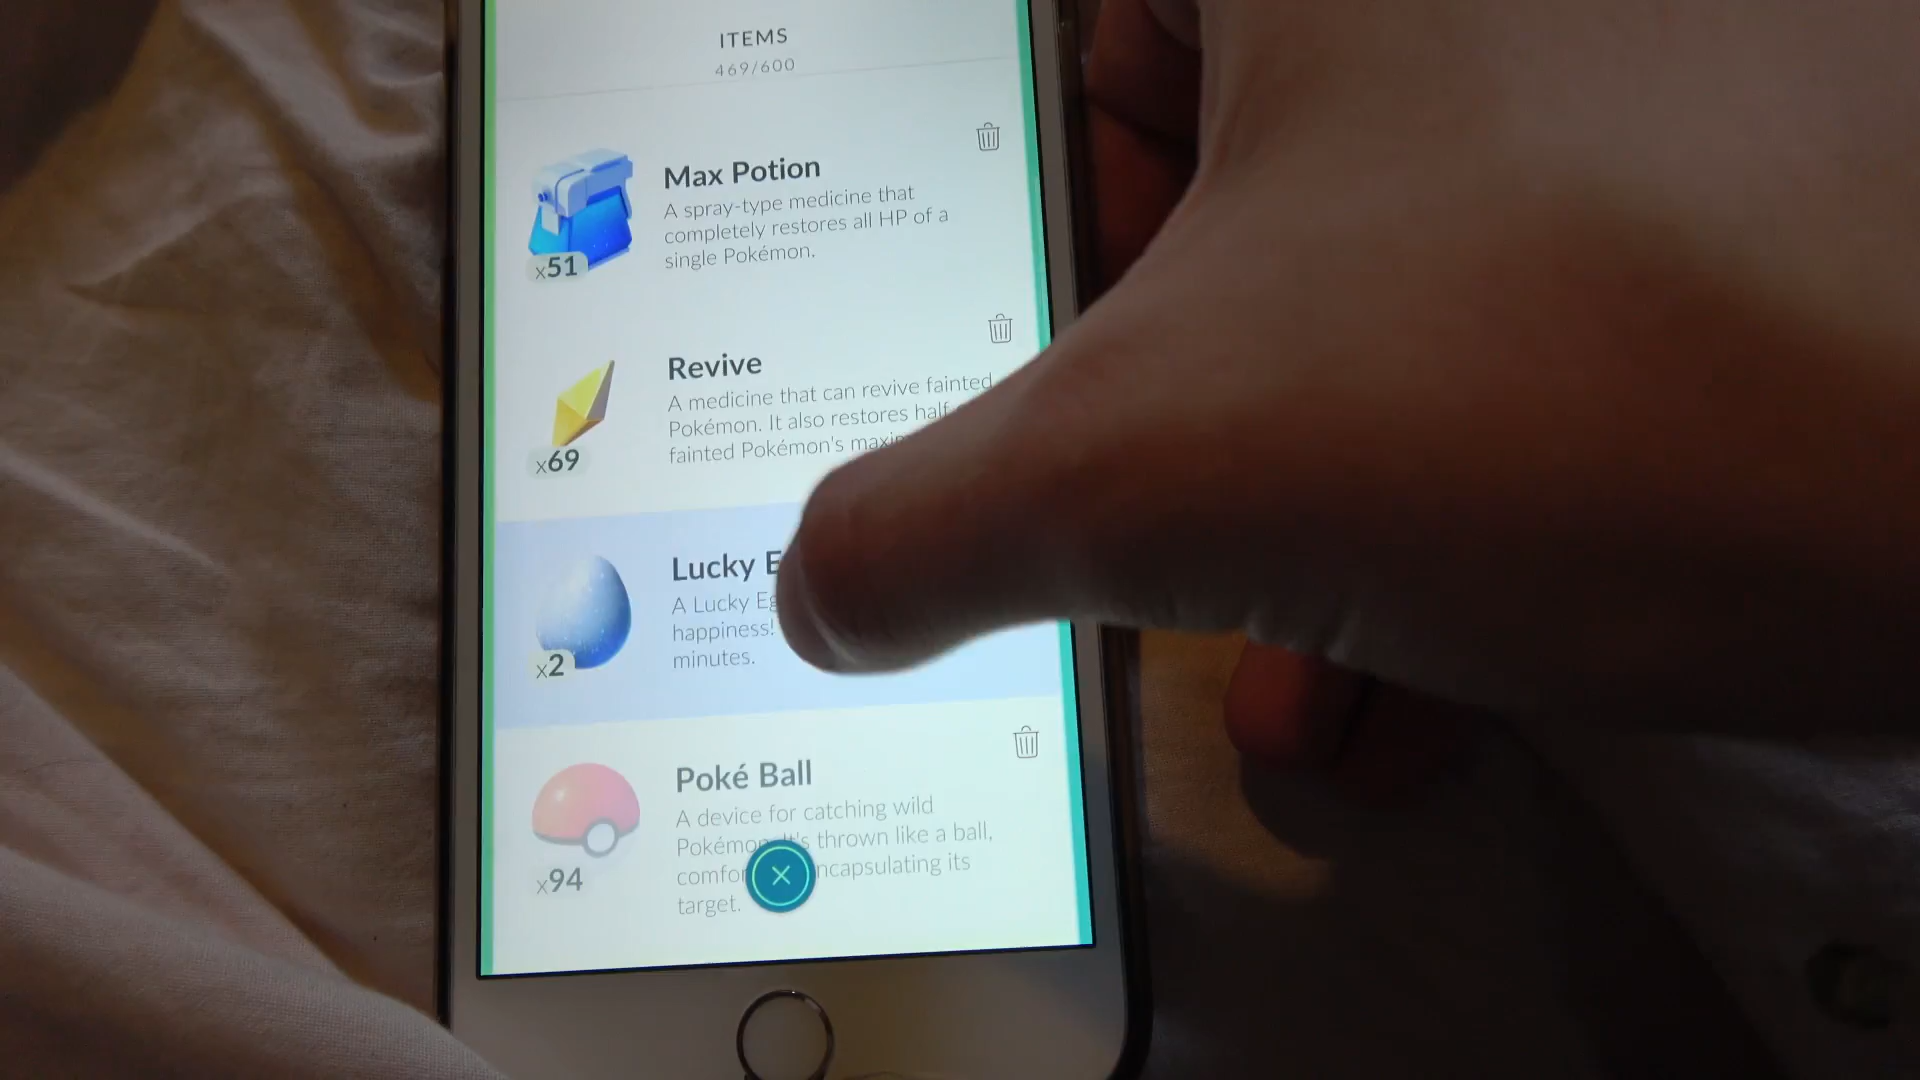 ITEMS
469/600
Max Potion
A spray-type medicine that
completely restores all HP of a
single Pokémon.
x51
Revive
A medicine that can revive fainted
Pokémon. It also restores half
fainted Pokémon's
x69
Lucky
A Lucky
happiness!
minutes.
x2
Poké Ball
A device for catching wild
thrown like a ball,
its
target.
x94